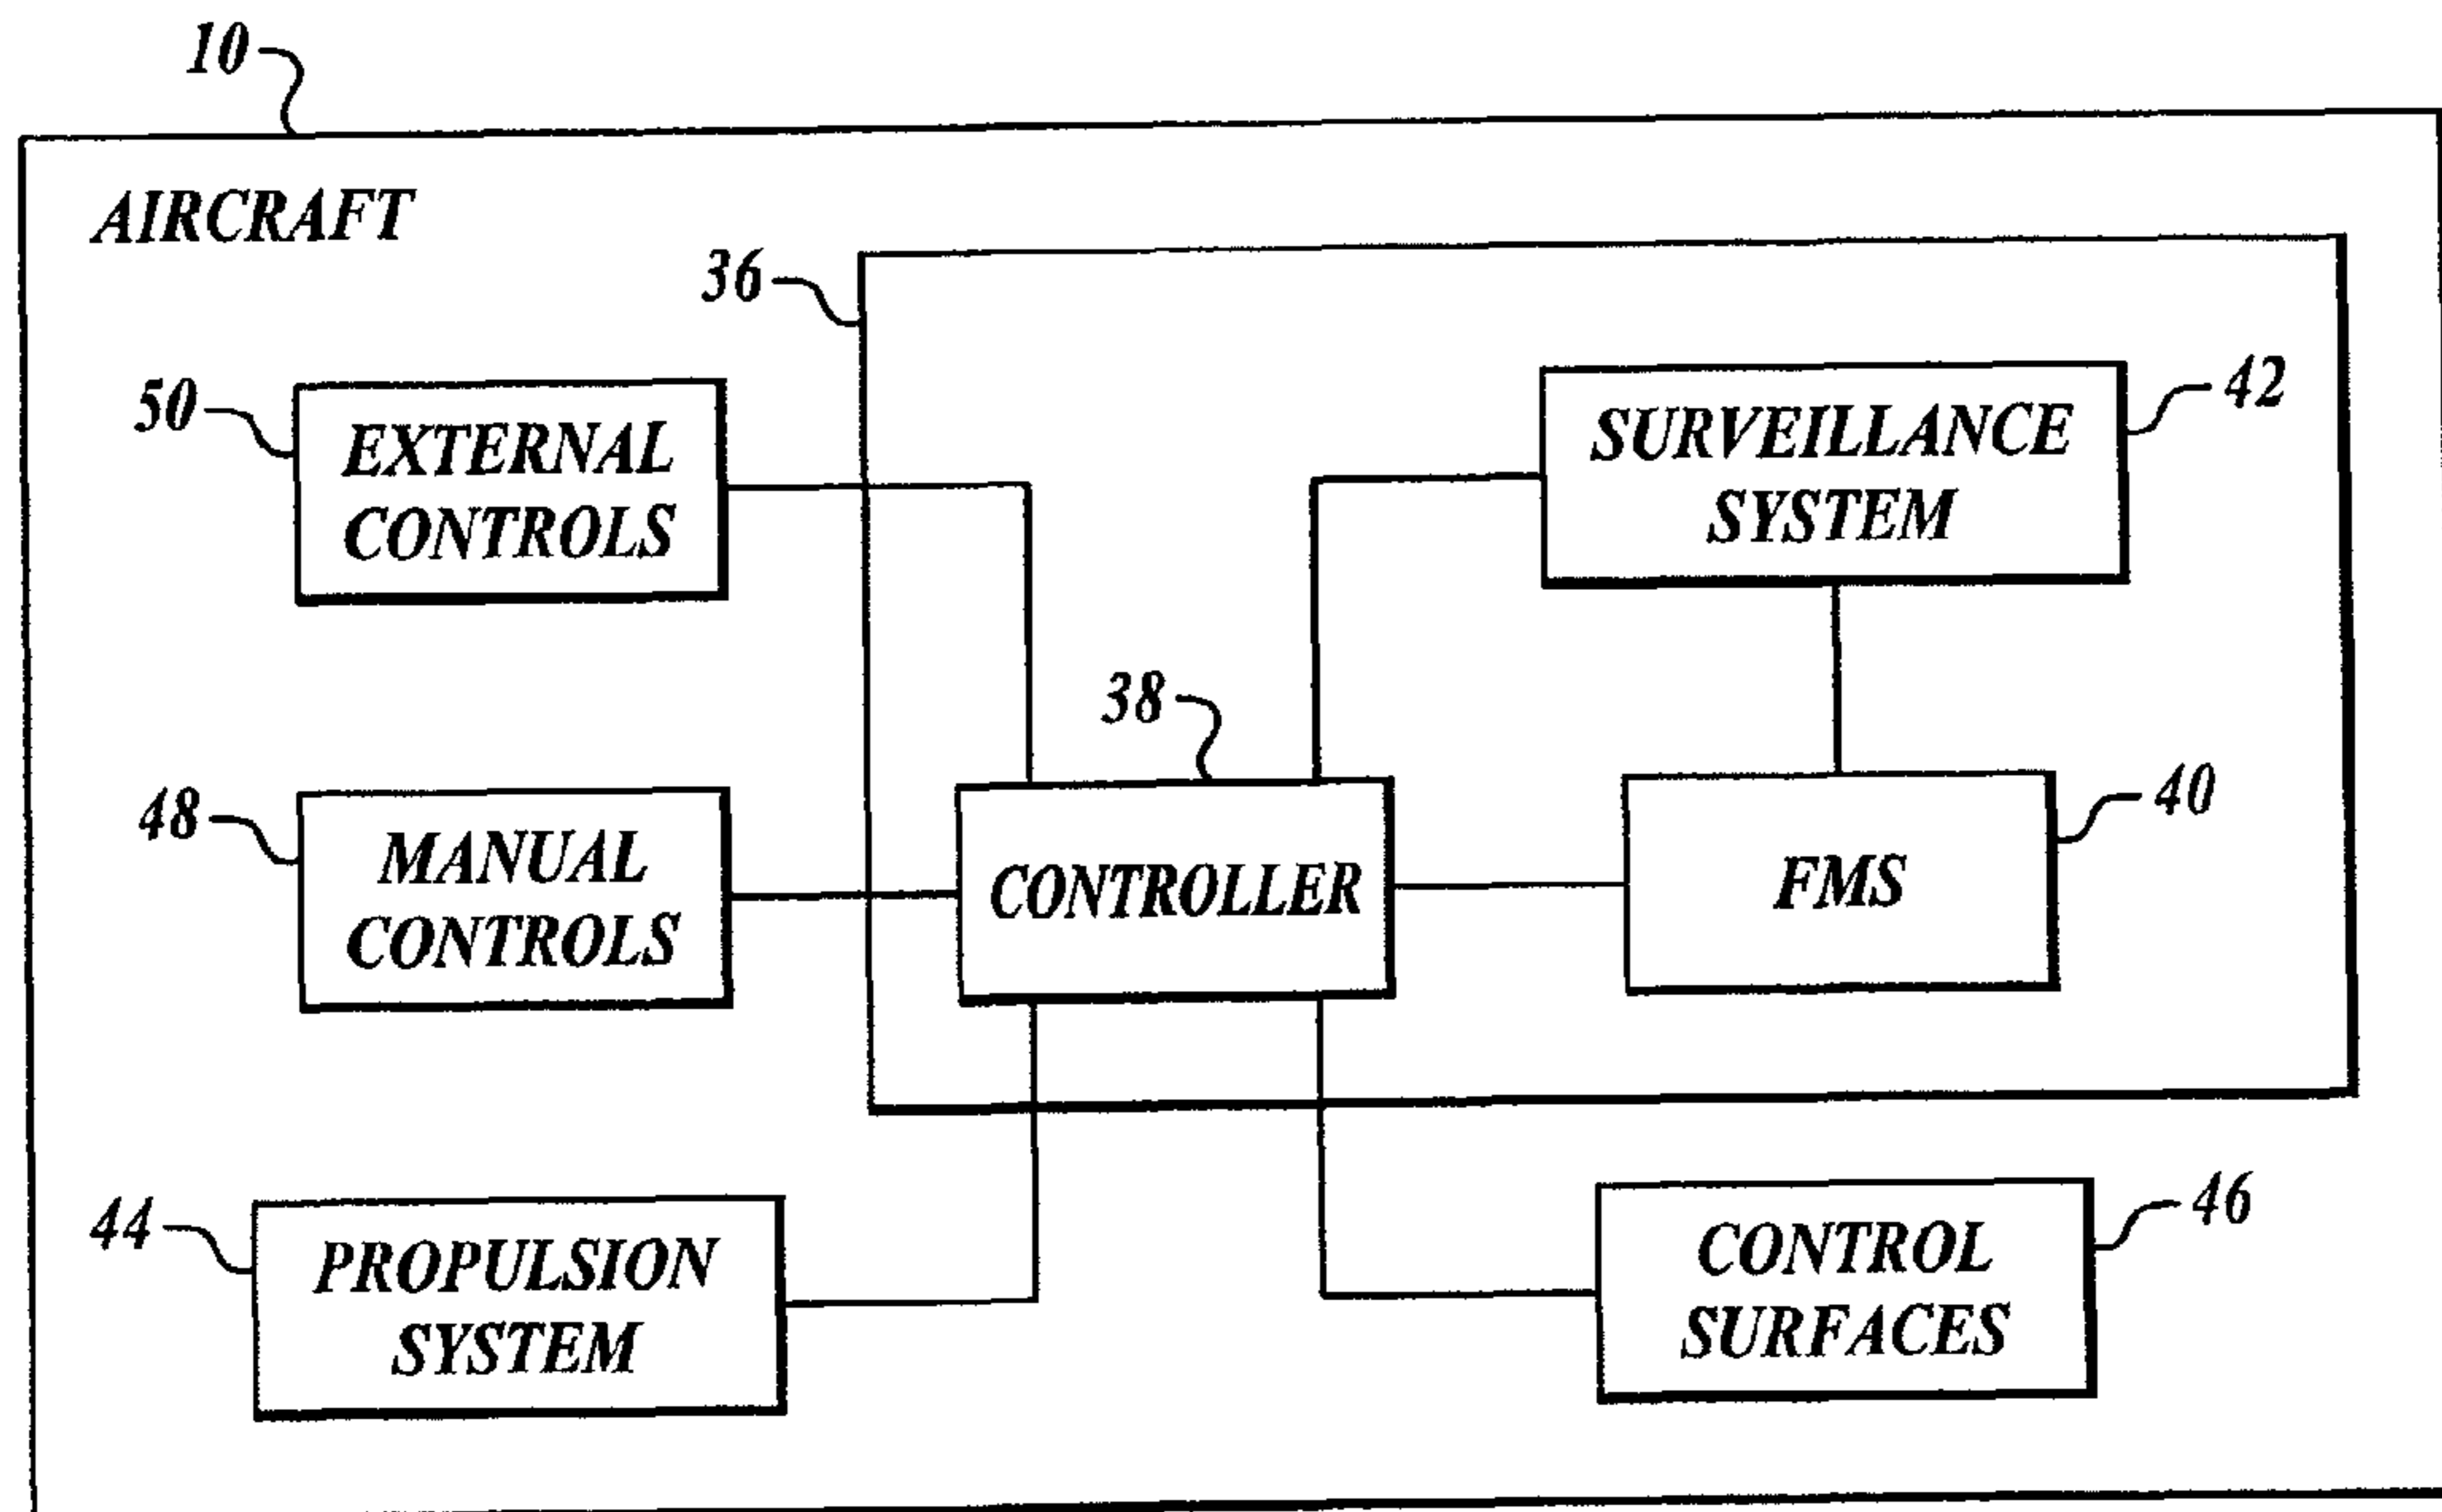 10
AIRCRAFT
36
50
EXTERNAL
CONTROLS
SURVEILLANCE
SYSTEM
42
38
48
MANUAL
CONTROLS
CONTROLLER
FMS
40
44
PROPULSION
SYSTEM
CONTROL
SURFACES
46